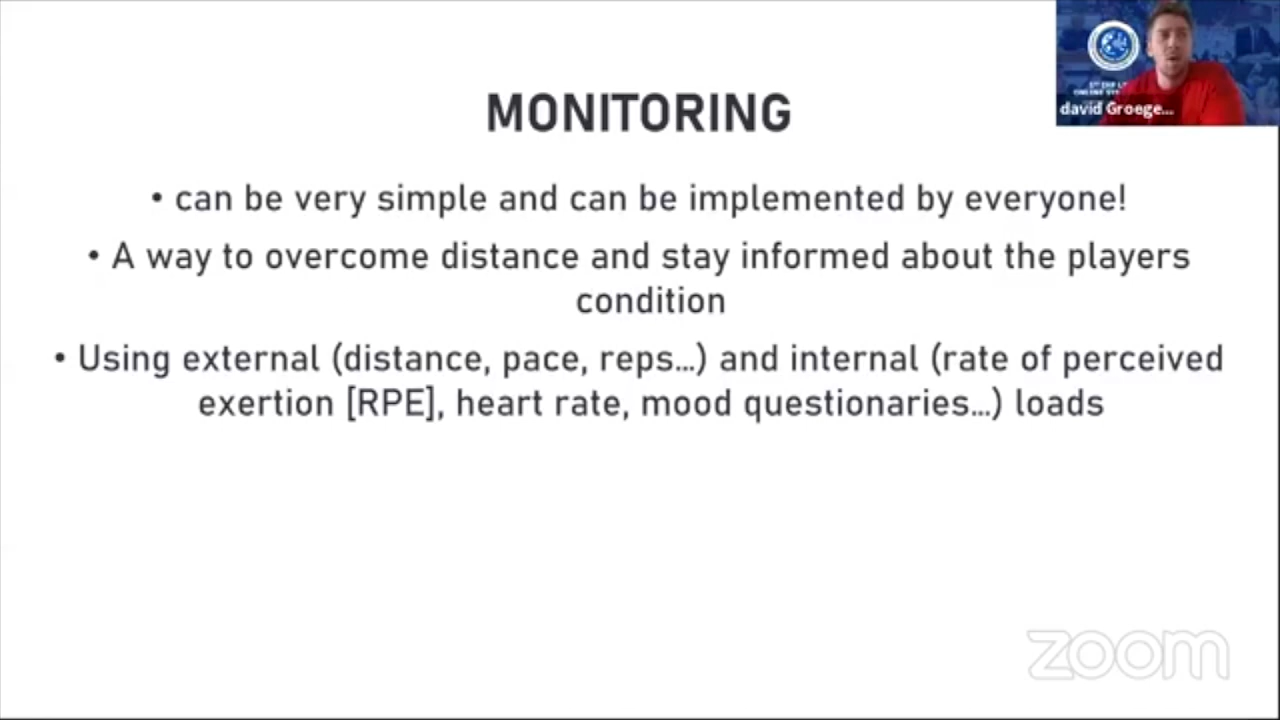 MONITORING
david Groege...
• can be very simple and can be implemented by everyone!
• A way to overcome distance and stay informed about the players
condition
• Using external (distance, pace, reps...) and internal (rate of perceived
exertion [RPE], heart rate, mood questionaries...) loads
zoom